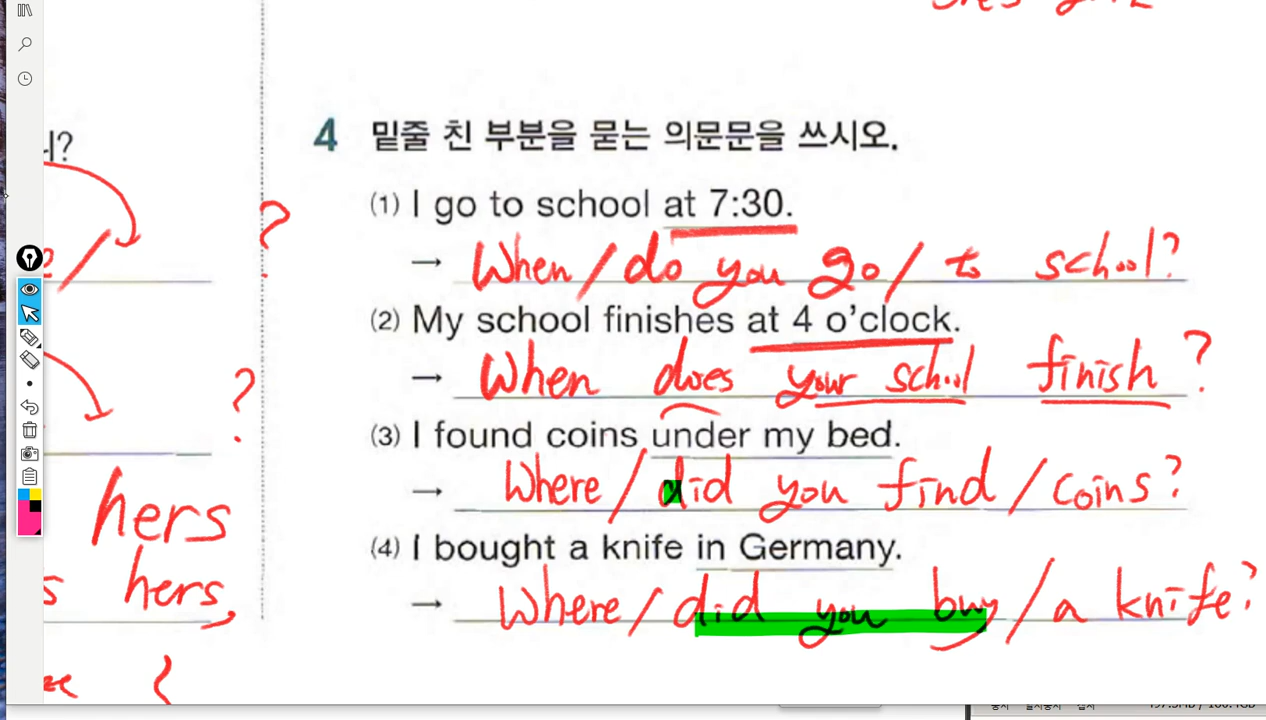 4 밑줄 친 부분을 묻는 의문문을 쓰시오.
(1) I go to school at 7:30.
→ When / do you go / to school?
(2) My school finishes at 4 o'clock.
→ When does your school finish?
(3) I found coins under my bed.
→ Where / did you find / coins?
(4) I bought a knife in Germany.
→ Where / did you buy / a knife?
?
?
?
hers
hers,